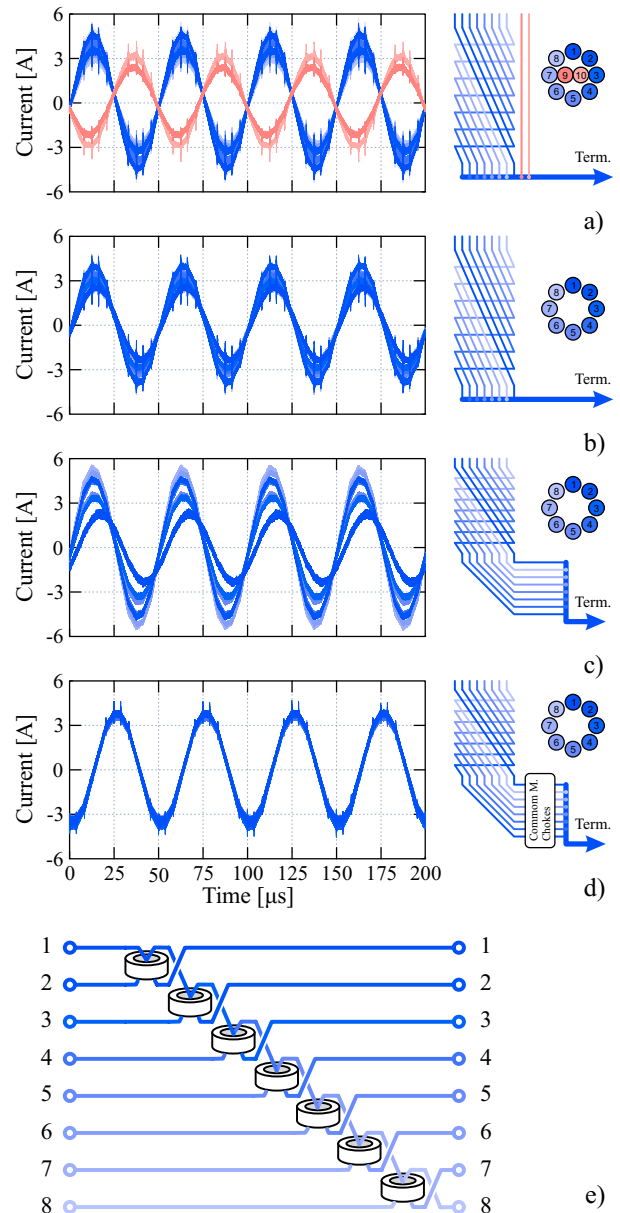 6
3
0
-3
-6
Current [A]
8 1 2
7 9 10 3
6 5 4
Term.
a)
6
3
0
-3
-6
Current [A]
8 1 2
7 3
6 5 4
Term.
b)
6
3
0
-3
-6
Current [A]
8 1 2
7 3
6 5 4
Term.
c)
6
3
0
-3
-6
Current [A]
0 25 50 75 100 125 150 175 200
Time [μs]
8 1 2
7 3
6 5 4
Commom M.
Chokes
Term.
d)
1 1
2 2
3 3
4 4
5 5
6 6
7 7
8 8
e)